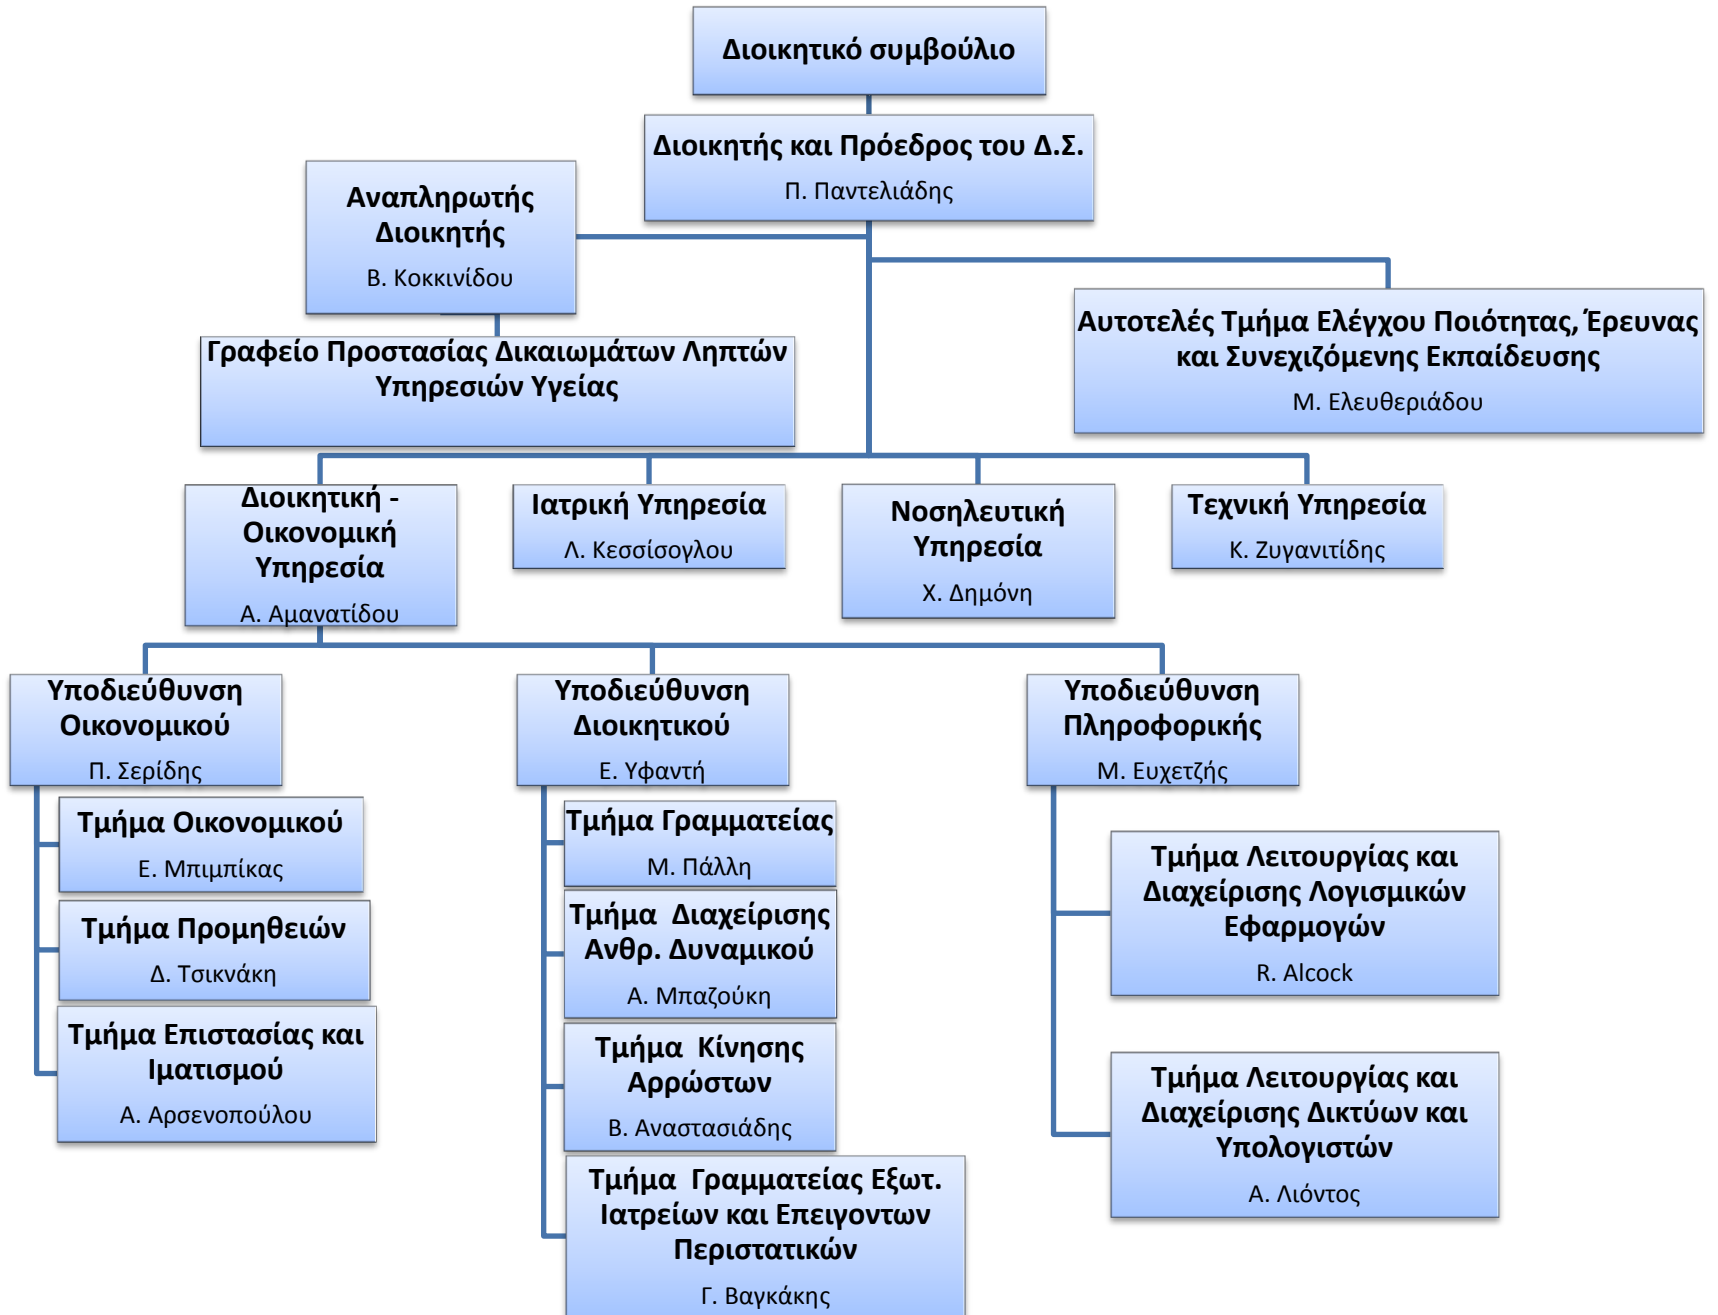 Διοικητικό συμβούλιο
Διοικητής και Πρόεδρος του Δ.Σ.
Π. Παντελιάδης
Αναπληρωτής
Διοικητής
Β. Κοκκινίδου
Γραφείο Προστασίας Δικαιωμάτων Ληπτών
Υπηρεσιών Υγείας
Αυτοτελές Τμήμα Ελέγχου Ποιότητας, Έρευνας
και Συνεχιζόμενης Εκπαίδευσης
Μ. Ελευθεριάδου
Διοικητική -
Οικονομική
Υπηρεσία
Α. Αμανατίδου
Ιατρική Υπηρεσία
Λ. Κεσσίσογλου
Νοσηλευτική
Υπηρεσία
Χ. Δημόνη
Τεχνική Υπηρεσία
Κ. Ζυγανιτίδης
Υποδιεύθυνση
Οικονομικού
Π. Σερίδης
Τμήμα Οικονομικού
Ε. Μπιμπίκας
Τμήμα Προμηθειών
Δ. Τσικνάκη
Τμήμα Επιστασίας και
Ιματισμού
Α. Αρσενοπούλου
Υποδιεύθυνση
Διοικητικού
Ε. Υφαντή
Τμήμα Γραμματείας
Μ. Πάλλη
Τμήμα  Διαχείρισης
Ανθρ. Δυναμικού
Α. Μπαζούκη
Τμήμα  Κίνησης
Αρρώστων
Β. Αναστασιάδης
Τμήμα  Γραμματείας Εξωτ.
Ιατρείων και Επειγοντων
Περιστατικών
Γ. Βαγκάκης
Υποδιεύθυνση
Πληροφορικής
Μ. Ευχετζής
Τμήμα Λειτουργίας και
Διαχείρισης Λογισμικών
Εφαρμογών
R. Alcock
Τμήμα Λειτουργίας και
Διαχείρισης Δικτύων και
Υπολογιστών
Α. Λιόντος